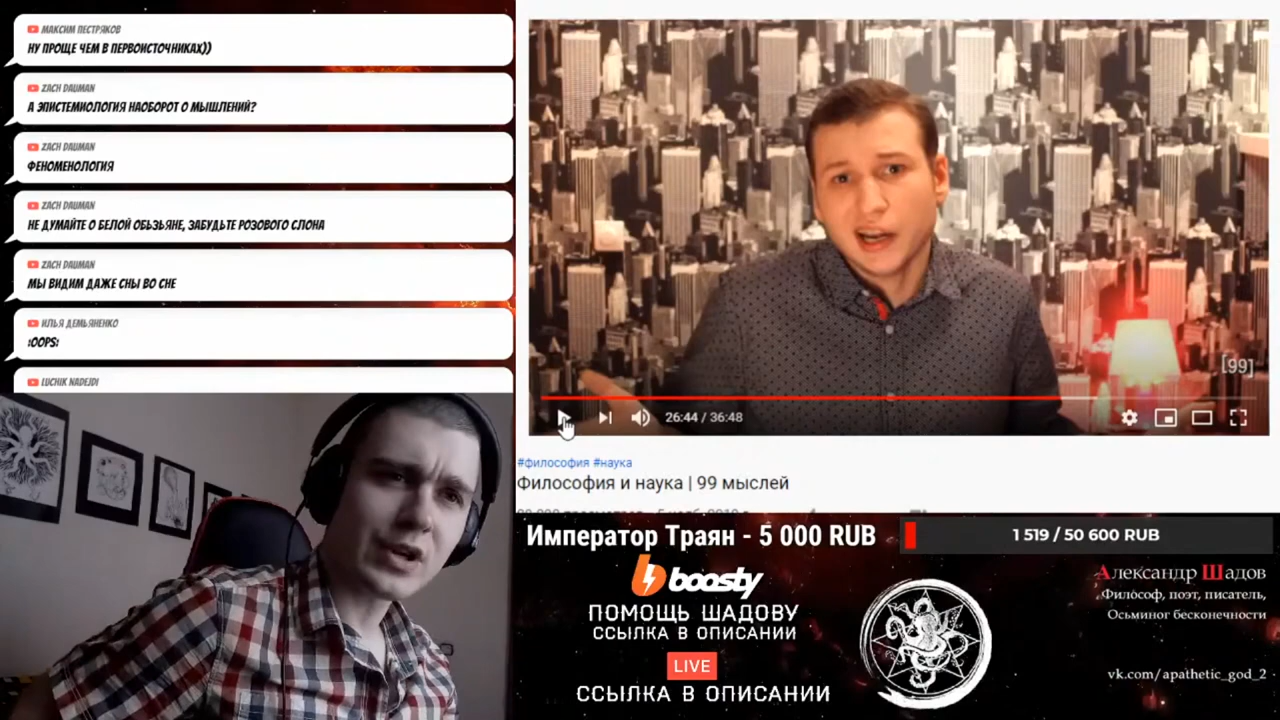 МАКСИМ ПЕСТРЯКОВ
НУ ПРОЩЕ ЧЕМ В ПЕРВОИСТОЧНИКАХ))
ZACH DAUMAN
А ЭПИСТЕМИОЛОГИЯ НАОБОРОТ О МЫШЛЕНИЙ?
ZACH DAUMAN
ФЕНОМЕНОЛОГИЯ
ZACH DAUMAN
НЕ ДУМАЙТЕ О БЕЛОЙ ОБЬЗЬЯНЕ, ЗАБУДЬТЕ РОЗОВОГО СЛОНА
ZACH DAUMAN
МЫ ВИДИМ ДАЖЕ СНЫ ВО СНЕ
ИЛЬЯ ДЕМЬЯНЕНКО
:OOPS:
LUCHIK NADEJDI
[99]
26:44 / 36:48
#философия #наука
Философия и наука | 99 мыслей
Император Траян - 5 000 RUB
1 519 / 50 600 RUB
boosty
ПОМОЩЬ ШАДОВУ
ССЫЛКА В ОПИСАНИИ
LIVE
ССЫЛКА В ОПИСАНИИ
Александр Шадов
Философ, поэт, писатель,
Осьминог бесконечности
vk.com/apathetic_god_2